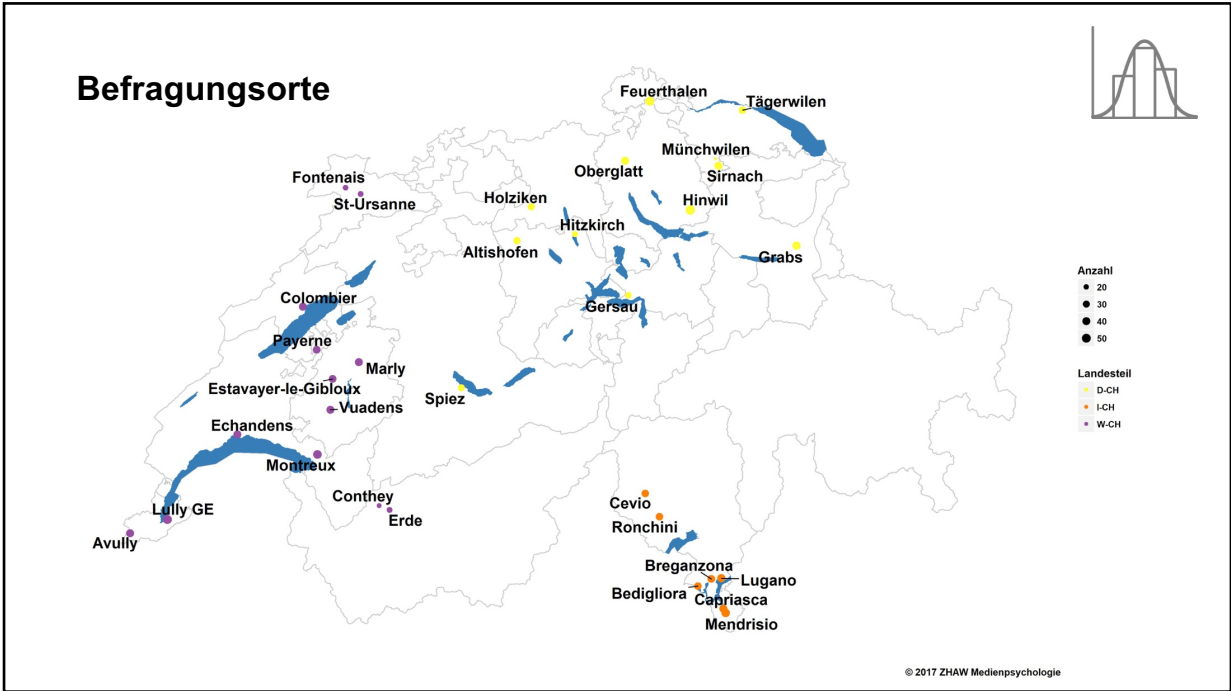 Befragungsorte
Feuerthalen
Tägerwilen
Münchwilen
Oberglatt
Sirnach
Fontenais
St-Ursanne
Holziken
Hinwil
Hitzkirch
Altishofen
Grabs
Colombier
Gersau
Payerne
Marly
Estavayer-le-Gibloux
Spiez
Vuadens
Echandens
Montreux
Conthey
Cevio
Lully GE
Erde
Ronchini
Avully
Breganzona
Lugano
Bedigliora
Capriasca
Mendrisio
Anzahl
20
30
40
50
Landesteil
D-CH
I-CH
W-CH
© 2017 ZHAW Medienpsychologie